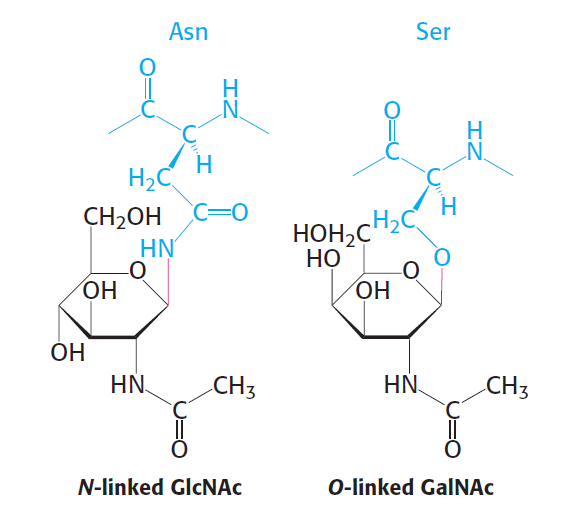 Asn
Ser
O
H
N
C
C
H
H₂C
C=O
CH₂OH
HN
O
OH
OH
HN
CH₃
C
O
O
H
N
C
C
H
H₂C
HOH₂C
HO
O
O
OH
HN
CH₃
C
O
N-linked GlcNAc
O-linked GalNAc